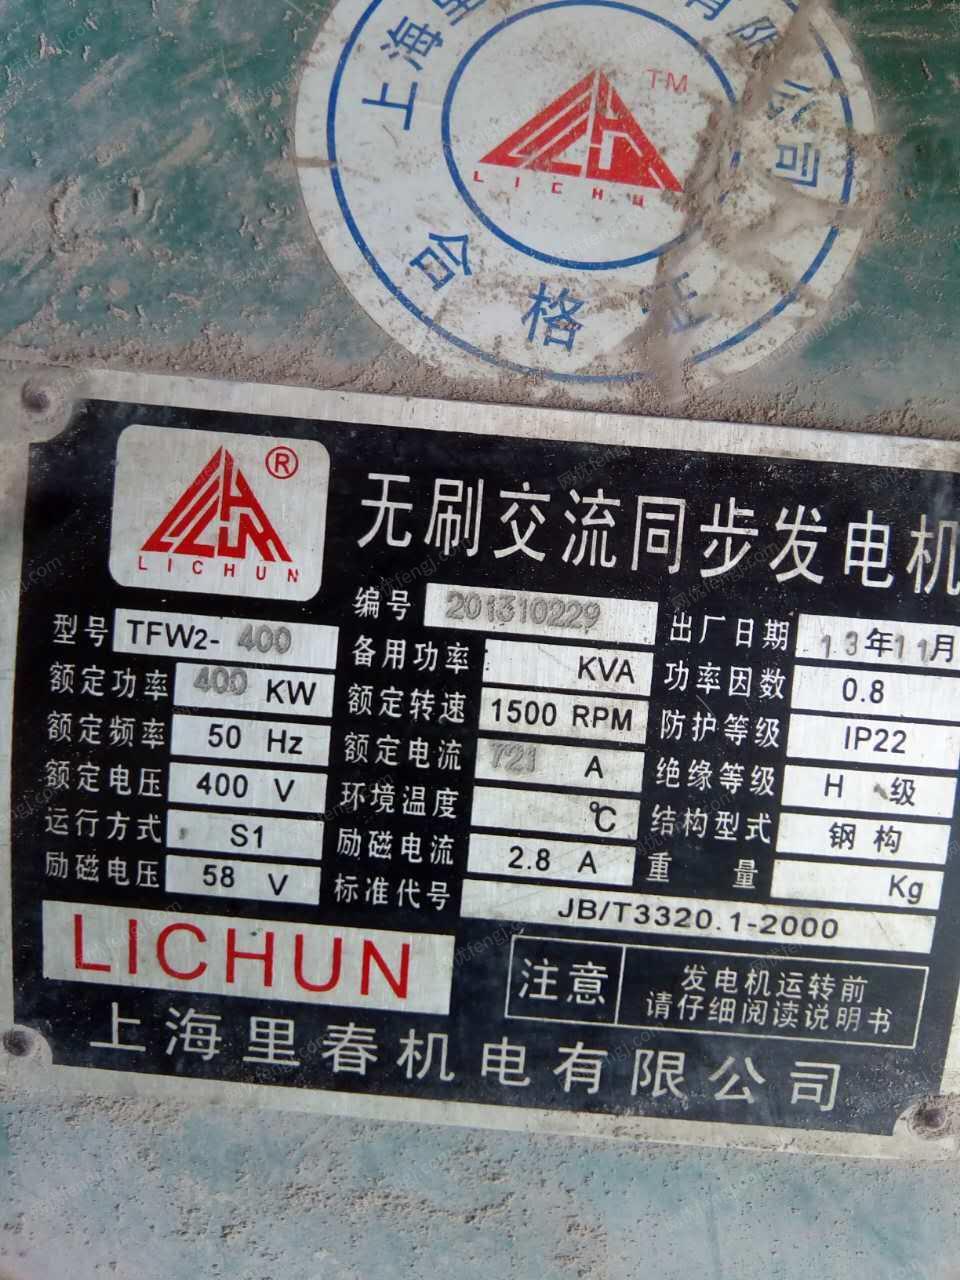 上海里
有限公司
TM
LICHUN
合格证
®
LICHUN
无刷交流同步发电机
编号 201310229
出厂日期 13年11月
型号 TFW2-400
备用功率 KVA
功率因数 0.8
额定功率 400 KW
额定转速 1500 RPM
防护等级 IP22
额定频率 50 Hz
额定电流 721 A
绝缘等级 H 级
额定电压 400 V
环境温度 ℃
结构型式 钢构
运行方式 S1
励磁电流 2.8 A
重量 Kg
励磁电压 58 V
标准代号 JB/T3320.1-2000
LICHUN
注意
发电机运转前
请仔细阅读说明书
上海里春机电有限公司